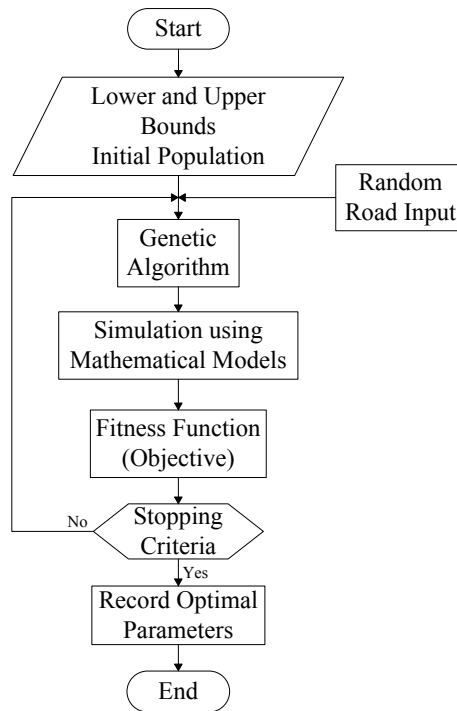 Start
Lower and Upper
Bounds
Initial Population
Random
Road Input
Genetic
Algorithm
Simulation using
Mathematical Models
Fitness Function
(Objective)
No
Stopping
Criteria
Yes
Record Optimal
Parameters
End